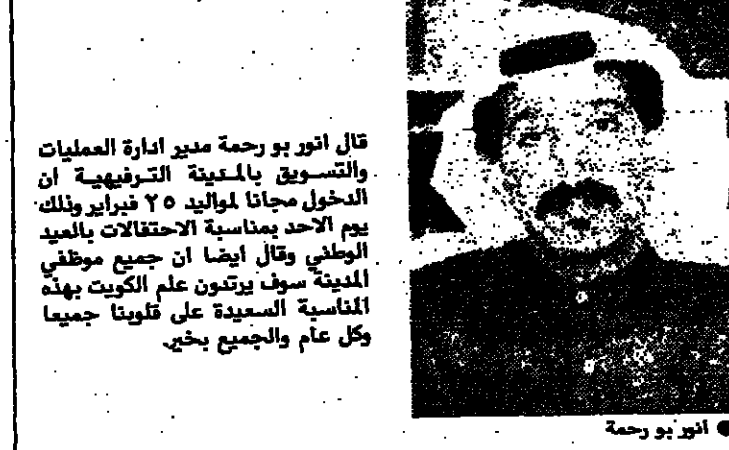 قال انور بو رحمة مدير ادارة العمليات
والتسويق بالمدينة الترفيهية ان
الدخول مجانا لمواليد ٢٥ فبراير وذلك
يوم الاحد بمناسبة الاحتفالات بالعيد
الوطني وقال ايضا ان جميع موظفي
المدينة سوف يرتدون علم الكويت بهذه
المناسبة السعيدة على قلوبنا جميعا
وكل عام والجميع بخير.
● انور بو رحمة